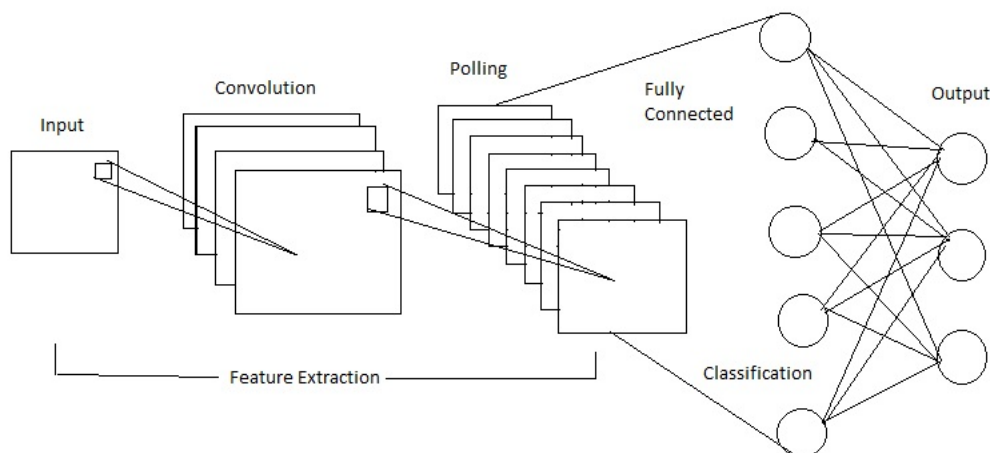 Input
Convolution
Polling
Fully
Connected
Output
Feature Extraction
Classification